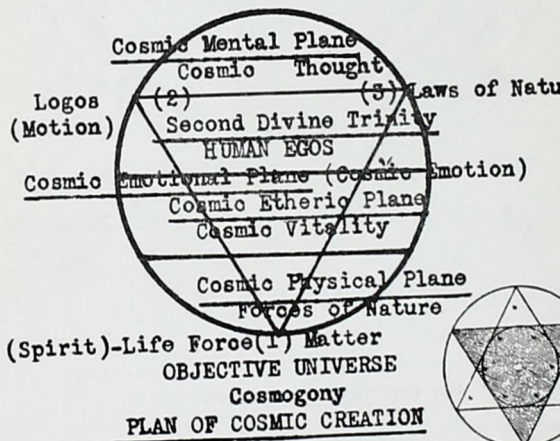 Cosmic Mental Plane
Cosmic Thought
Logos (2) (3) Laws of Natu
(Motion)
Second Divine Trinity
HUMAN EGOS
Cosmic Emotional Plane (Cosmic Emotion)
Cosmic Etheric Plane
Cosmic Vitality
Cosmic Physical Plane
Forces of Nature
(Spirit)-Life Force(1) Matter
OBJECTIVE UNIVERSE
Cosmogony
PLAN OF COSMIC CREATION